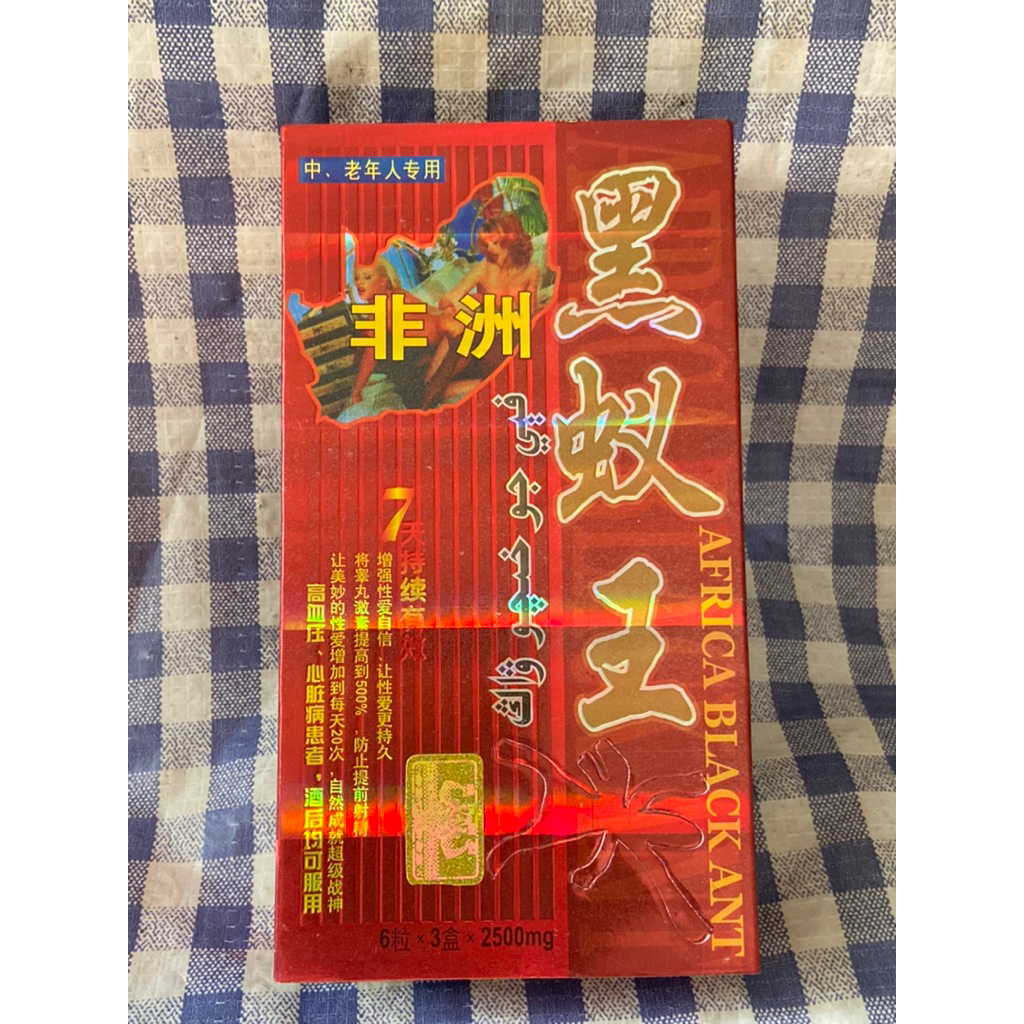 中、老年人专用
非洲
黑蚁王
AFRICA BLACK ANT
7天持续有效
增强性爱自信,让性爱更持久
将睾丸激素提高到500%,防止提前射精
让美妙的性爱增加到每天20次,自然成就超级战神
高血压、心脏病患者,酒后均可服用
6粒×3盒×2500mg